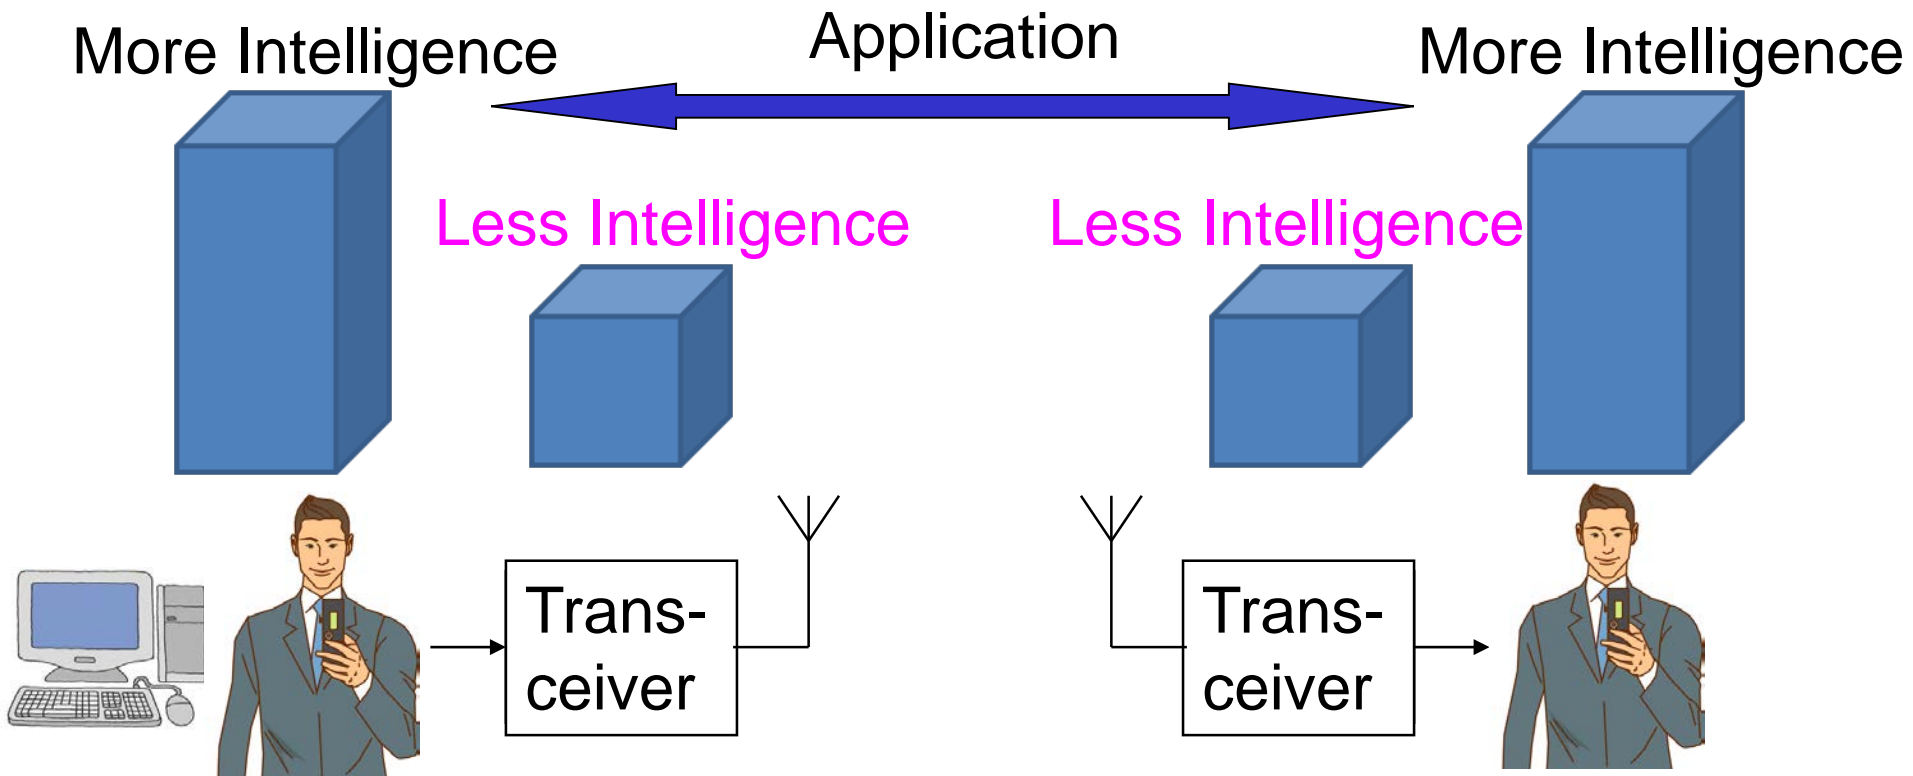 More Intelligence
Application
More Intelligence
Less Intelligence
Less Intelligence
Trans-
ceiver
Trans-
ceiver